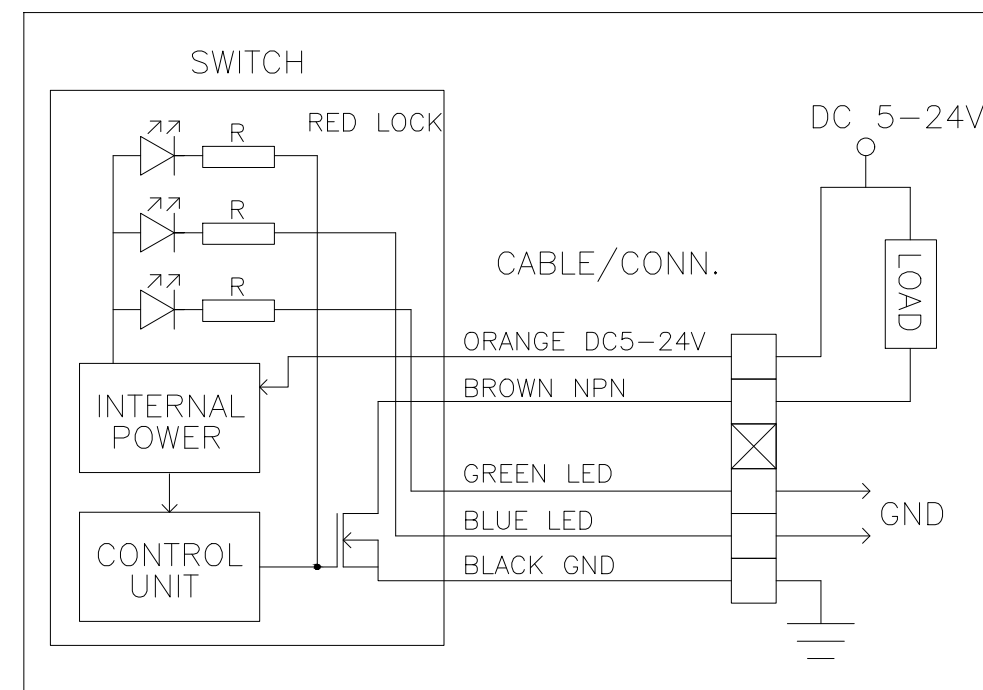 SWITCH
RED LOCK
R
R
R
INTERNAL
POWER
CONTROL
UNIT
CABLE/CONN.
ORANGE DC5-24V
BROWN NPN
GREEN LED
BLUE LED
BLACK GND
DC 5-24V
LOAD
GND